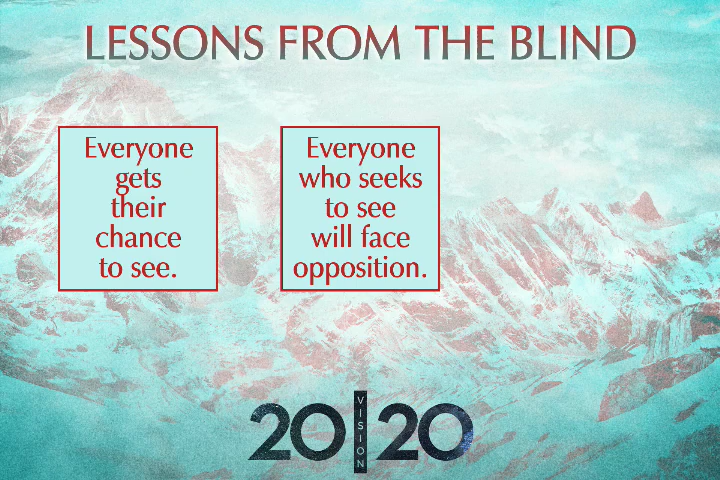 LESSONS FROM THE BLIND
Everyone
gets
their
chance
to see.
Everyone
who seeks
to see
will face
opposition.
20 VISION 20